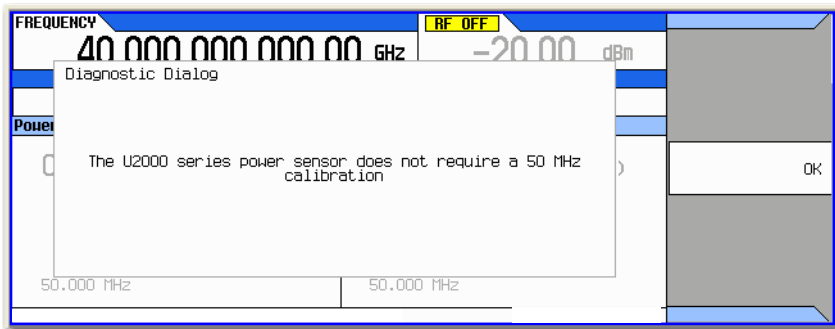 FREQUENCY
RF OFF
40.000 000 000 00 GHz
-20.00 dBm
Diagnostic Dialog
Power
The U2000 series power sensor does not require a 50 MHz
calibration
OK
50.000 MHz
50.000 MHz